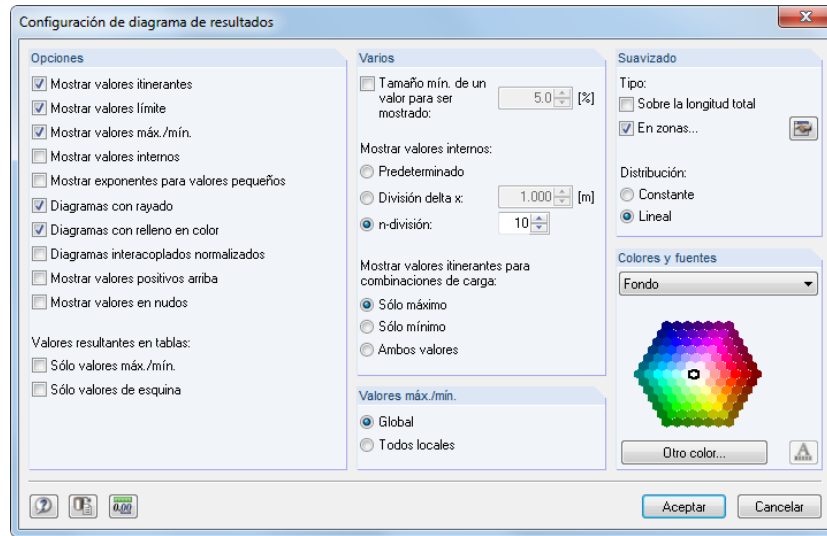 Configuración de diagrama de resultados
Opciones
Mostrar valores itinerantes
Mostrar valores límite
Mostrar valores máx./mín.
Mostrar valores internos
Mostrar exponentes para valores pequeños
Diagramas con rayado
Diagramas con relleno en color
Diagramas interacoplados normalizados
Mostrar valores positivos arriba
Mostrar valores en nudos
Valores resultantes en tablas:
Sólo valores máx./mín.
Sólo valores de esquina
Varios
Tamaño mín. de un
valor para ser
mostrado:
5.0 [%]
Mostrar valores internos:
Predeterminado
División delta x: 1.000 [m]
n-división: 10
Mostrar valores itinerantes para
combinaciones de carga:
Sólo máximo
Sólo mínimo
Ambos valores
Valores máx./mín.
Global
Todos locales
Suavizado
Tipo:
Sobre la longitud total
En zonas...
Distribución:
Constante
Lineal
Colores y fuentes
Fondo
Otro color...
A
0.00
Aceptar
Cancelar